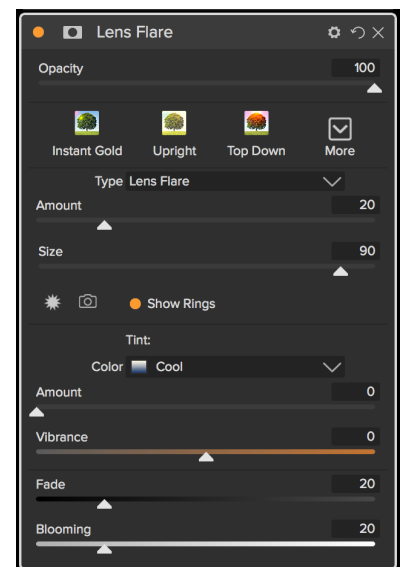 Lens Flare
Opacity 100
Instant Gold Upright Top Down More
Type Lens Flare
Amount 20
Size 90
Show Rings
Tint:
Color Cool
Amount 0
Vibrance 0
Fade 20
Blooming 20